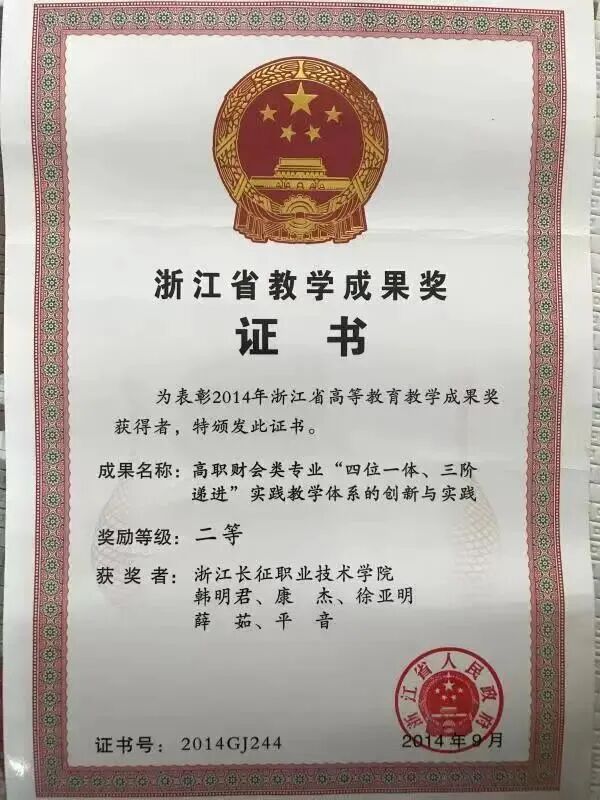 浙江省教学成果奖
证 书
为表彰2014年浙江省高等教育教学成果奖
获得者，特颁发此证书。
成果名称：高职财会类专业“四位一体、三阶
递进”实践教学体系的创新与实践
奖励等级：二等
获 奖 者：浙江长征职业技术学院
韩明君、康 杰、徐亚明
薛 茹、平 音
浙江省人民政府
证书号：2014GJ244
2014年9月